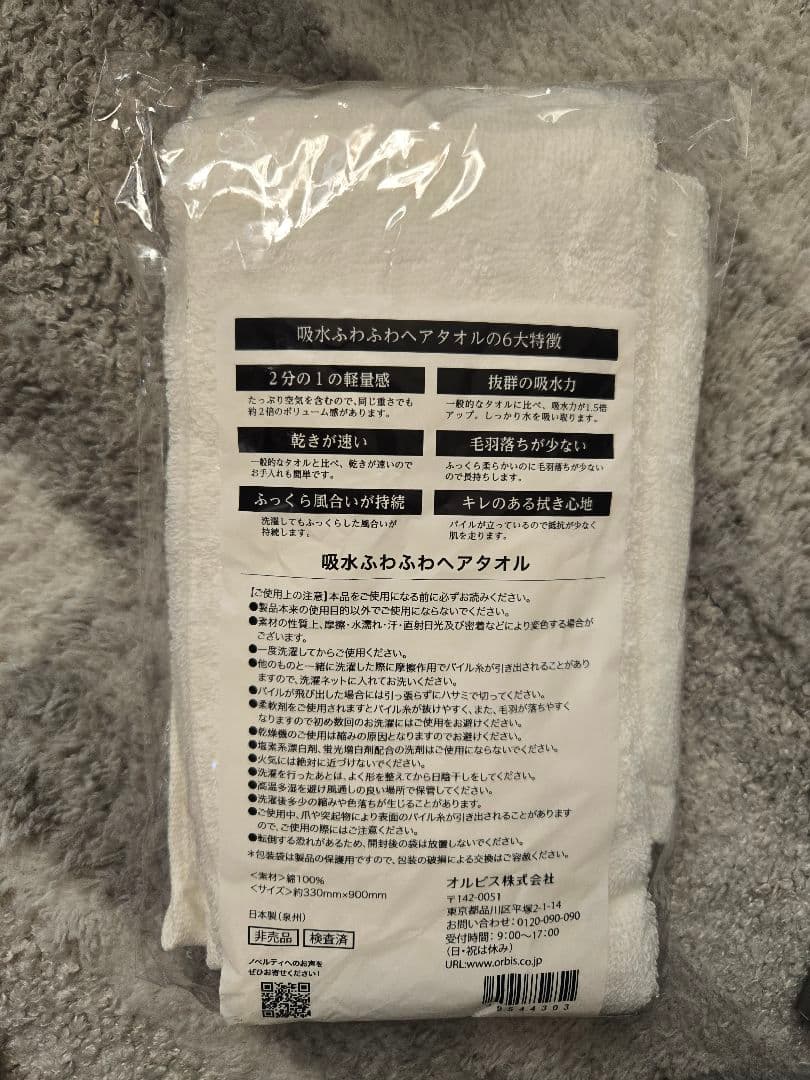 吸水ふわふわヘアタオルの6大特徴
2分の1の軽量感
たっぷり空気を含むので、同じ重さでも
約2倍のボリューム感があります。
抜群の吸水力
一般的なタオルに比べ、吸水力が1.5倍
アップ。しっかり水を吸い取ります。
乾きが速い
一般的なタオルと比べ、乾きが速いので
お手入れも簡単です。
毛羽落ちが少ない
ふっくら柔らかいのに毛羽落ちが少ない
ので長持ちします。
ふっくら風合いが持続
洗濯してもふっくらした風合いが
持続します。
キレのある拭き心地
パイルが立っているので抵抗が少なく
肌を走ります。
吸水ふわふわヘアタオル
【ご使用上の注意】本品をご使用になる前に必ずお読みください。
●製品本来の使用目的以外でご使用にならないでください。
●素材の性質上、摩擦・水濡れ・汗・直射日光及び密着などにより変色する場合が
ございます。
●一度洗濯してからご使用ください。
●他のものと一緒に洗濯した際に摩擦作用でパイル糸が引き出されることがあり
ますので、洗濯ネットに入れてお洗いください。
●パイルが飛び出した場合には引っ張らずにハサミで切ってください。
●柔軟剤をご使用されますとパイル糸が抜けやすく、また、毛羽が落ちやすく
なりますので初め数回のお洗濯にはご使用をお避けください。
●乾燥機のご使用は縮みの原因となりますのでお避けください。
●塩素系漂白剤、蛍光増白剤配合の洗剤はご使用にならないでください。
●火気には絶対に近づけないでください。
●洗濯を行ったあとは、よく形を整えてから日陰干しをしてください。
●高温多湿を避け風通しの良い場所で保管してください。
●洗濯後多少の縮みや色落ちが生じることがあります。
●ご使用中、爪や突起物により表面のパイル糸が引き出されることがあります
ので、ご使用の際にはご注意ください。
●転倒する恐れがあるため、開封後の袋は放置しないでください。
*包装袋は製品の保護用ですので、包装の破損による交換はご容赦ください。
<素材>綿100%
<サイズ>約330mm×900mm
日本製(泉州)
非売品 検査済
ノベルティへのお声を
ぜひお寄せください!
オルビス株式会社
〒142-0051
東京都品川区平塚2-1-14
お問い合わせ:0120-090-090
受付時間:9:00〜17:00
(日・祝は休み)
URL:www.orbis.co.jp
9544303